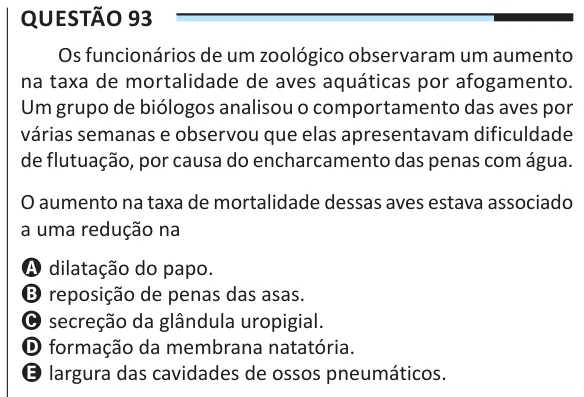 QUESTÃO 93
Os funcionários de um zoológico observaram um aumento
na taxa de mortalidade de aves aquáticas por afogamento.
Um grupo de biólogos analisou o comportamento das aves por
várias semanas e observou que elas apresentavam dificuldade
de flutuação, por causa do encharcamento das penas com água.
O aumento na taxa de mortalidade dessas aves estava associado
a uma redução na
A dilatação do papo.
B reposição de penas das asas.
C secreção da glândula uropigial.
D formação da membrana natatória.
E largura das cavidades de ossos pneumáticos.